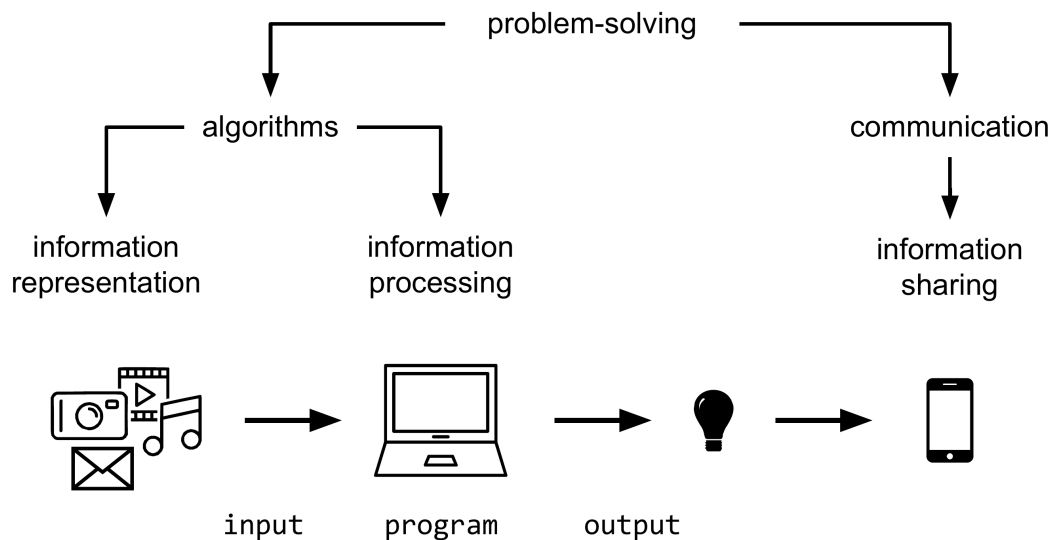 problem-solving
algorithms
communication
information
representation
information
processing
information
sharing
input
program
output